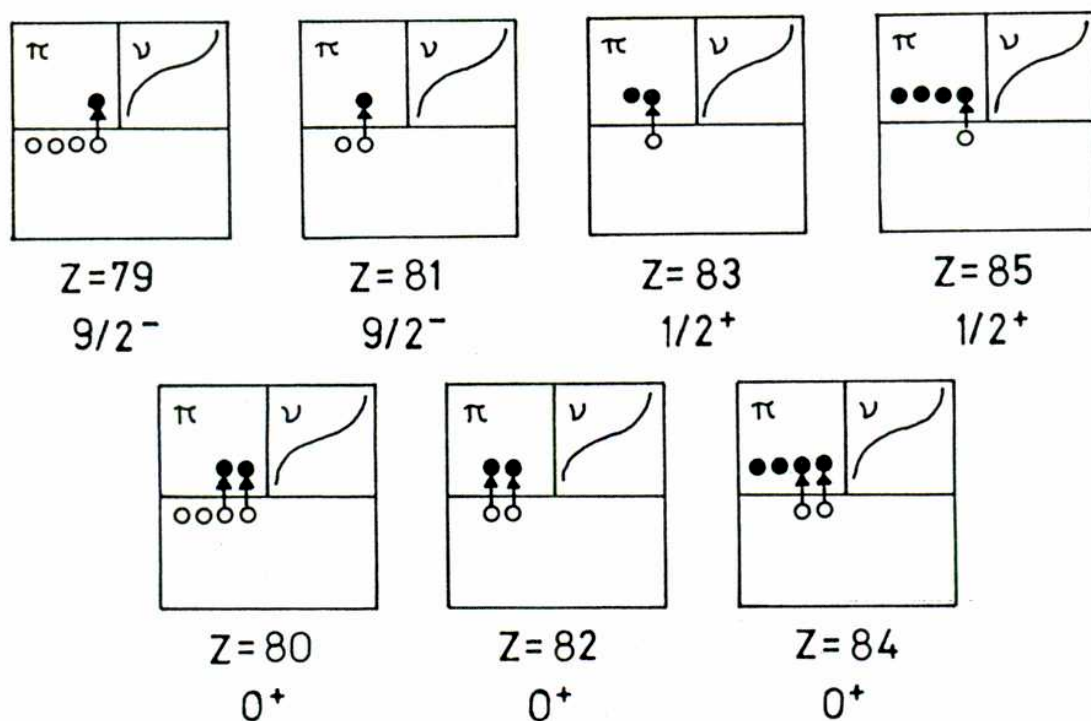 π ν π ν π ν π ν
Z=79 Z=81 Z=83 Z=85
9/2⁻ 9/2⁻ 1/2⁺ 1/2⁺
π ν π ν π ν
Z=80 Z=82 Z=84
0⁺ 0⁺ 0⁺